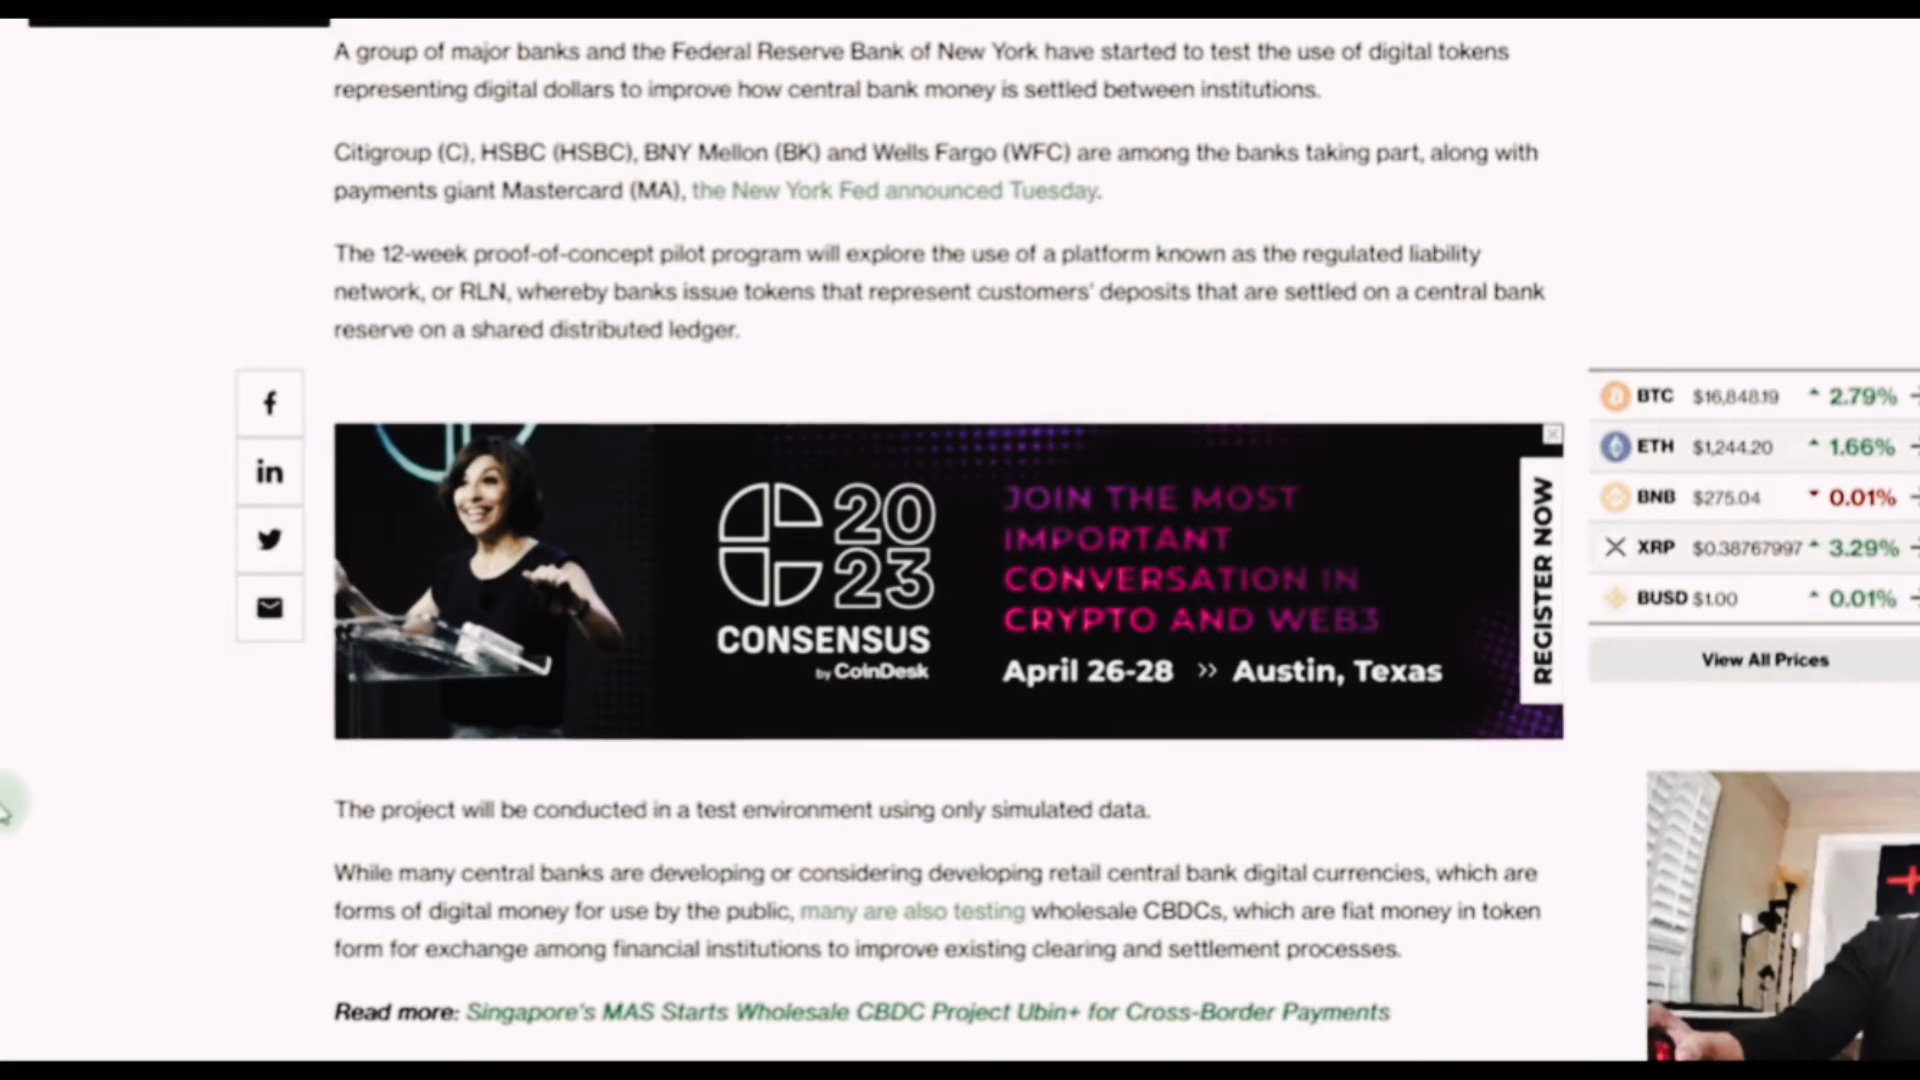 A group of major banks and the Federal Reserve Bank of New York have started to test the use of digital tokens
representing digital dollars to improve how central bank money is settled between institutions.
Citigroup (C), HSBC (HSBC), BNY Mellon (BK) and Wells Fargo (WFC) are among the banks taking part, along with
payments giant Mastercard (MA), the New York Fed announced Tuesday.
The 12-week proof-of-concept pilot program will explore the use of a platform known as the regulated liability
network, or RLN, whereby banks issue tokens that represent customers' deposits that are settled on a central bank
reserve on a shared distributed ledger.
f
in
2023
CONSENSUS
by CoinDesk
JOIN THE MOST
IMPORTANT
CONVERSATION IN
CRYPTO AND WEB3
April 26-28 >> Austin, Texas
REGISTER NOW
BTC $16,848.19 2.79%
ETH $1,244.20 1.66%
BNB $275.04 0.01%
XRP $0.38767997 3.29%
BUSD $1.00 0.01%
View All Prices
The project will be conducted in a test environment using only simulated data.
While many central banks are developing or considering developing retail central bank digital currencies, which are
forms of digital money for use by the public, many are also testing wholesale CBDCs, which are fiat money in token
form for exchange among financial institutions to improve existing clearing and settlement processes.
Read more: Singapore's MAS Starts Wholesale CBDC Project Ubin+ for Cross-Border Payments